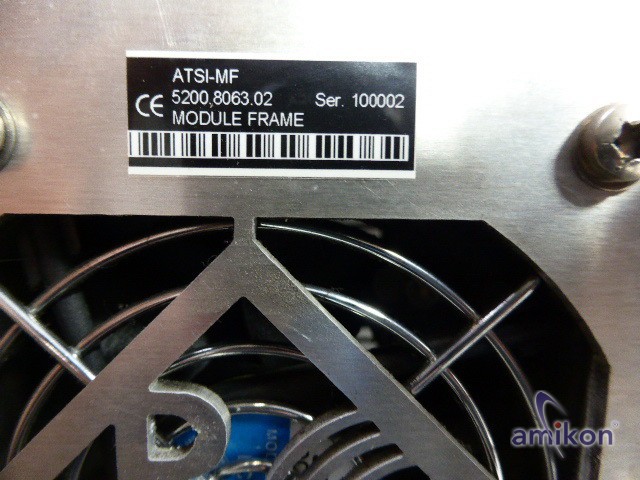 ATSI-MF
CE 5200,8063.02 Ser. 100002
MODULE FRAME
amikon